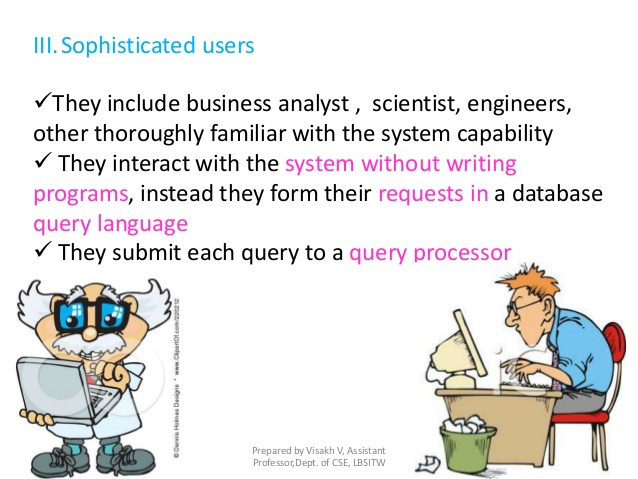 III. Sophisticated users
✓They include business analyst , scientist, engineers,
other thoroughly familiar with the system capability
✓ They interact with the system without writing
programs, instead they form their requests in a database
query language
✓ They submit each query to a query processor
© Dennis Holmes Designs * www.ClipartOf.com/220212
Prepared by Visakh V, Assistant
Professor,Dept. of CSE, LBSITW